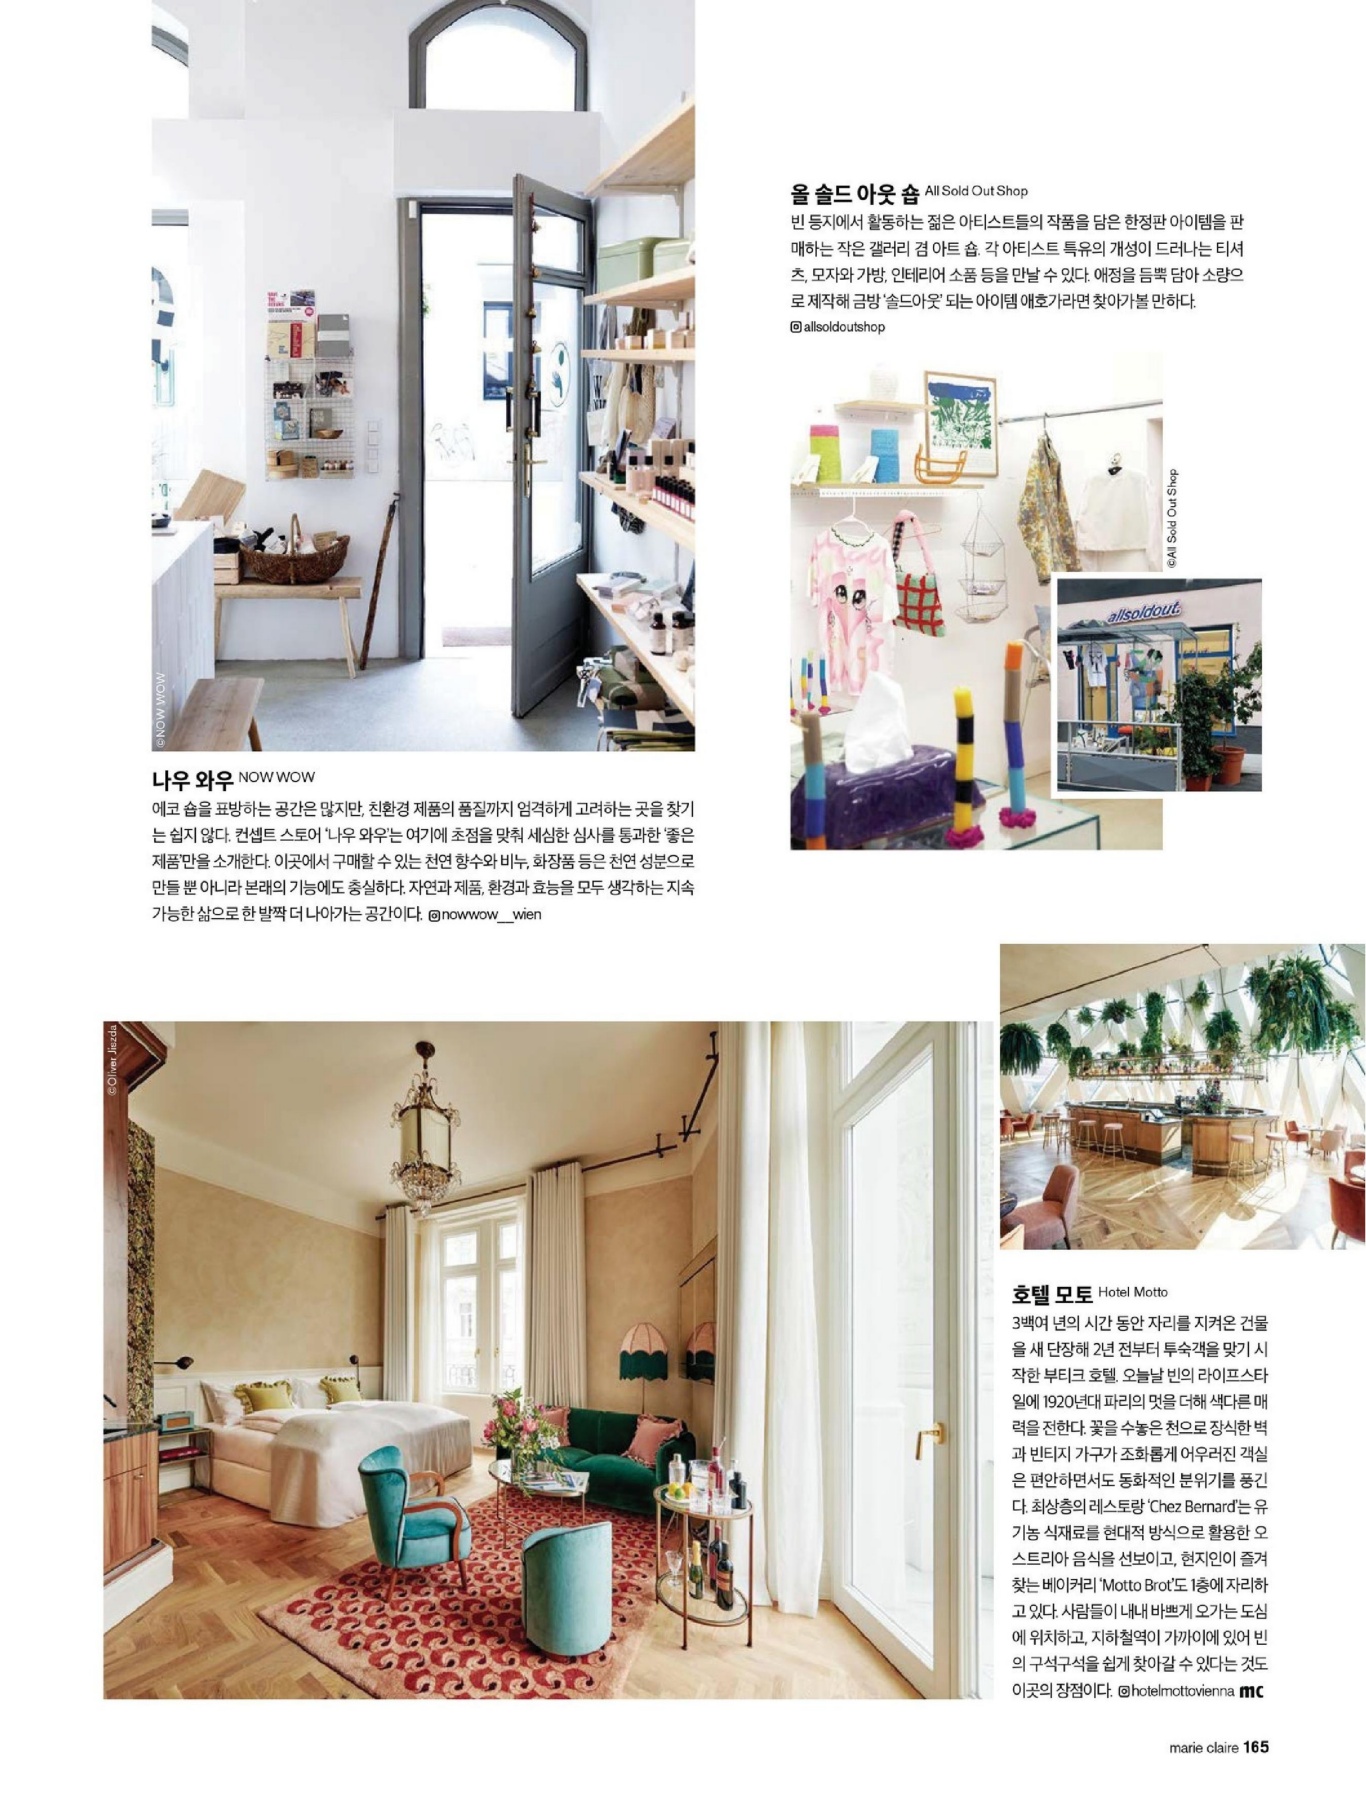 ©NOW WOW
나우 와우 NOW WOW
에코 숍을 표방하는 공간은 많지만, 친환경 제품의 품질까지 엄격하게 고려하는 곳을 찾기
는 쉽지 않다. 컨셉트 스토어 ‘나우 와우’는 여기에 초점을 맞춰 세심한 심사를 통과한 ‘좋은
제품’만을 소개한다. 이곳에서 구매할 수 있는 천연 향수와 비누, 화장품 등은 천연 성분으로
만들 뿐 아니라 본래의 기능에도 충실하다. 자연과 제품, 환경과 효능을 모두 생각하는 지속
가능한 삶으로 한 발짝 더 나아가는 공간이다. nowwow__wien
올 솔드 아웃 숍 All Sold Out Shop
빈 등지에서 활동하는 젊은 아티스트들의 작품을 담은 한정판 아이템을 판
매하는 작은 갤러리 겸 아트 숍. 각 아티스트 특유의 개성이 드러나는 티셔
츠, 모자와 가방, 인테리어 소품 등을 만날 수 있다. 애정을 듬뿍 담아 소량으
로 제작해 금방 ‘솔드아웃’ 되는 아이템 애호가라면 찾아가볼 만하다.
allsoldoutshop
©All Sold Out Shop
allsoldout.
©Oliver Jiszda
호텔 모토 Hotel Motto
3백여 년의 시간 동안 자리를 지켜온 건물
을 새 단장해 2년 전부터 투숙객을 맞기 시
작한 부티크 호텔. 오늘날 빈의 라이프스타
일에 1920년대 파리의 멋을 더해 색다른 매
력을 전한다. 꽃을 수놓은 천으로 장식한 벽
과 빈티지 가구가 조화롭게 어우러진 객실
은 편안하면서도 동화적인 분위기를 풍긴
다. 최상층의 레스토랑 ‘Chez Bernard’는 유
기농 식재료를 현대적 방식으로 활용한 오
스트리아 음식을 선보이고, 현지인이 즐겨
찾는 베이커리 ‘Motto Brot’도 1층에 자리하
고 있다. 사람들이 내내 바쁘게 오가는 도심
에 위치하고, 지하철역이 가까이에 있어 빈
의 구석구석을 쉽게 찾아갈 수 있다는 것도
이곳의 장점이다. hotelmottovienna mc
marie claire 165